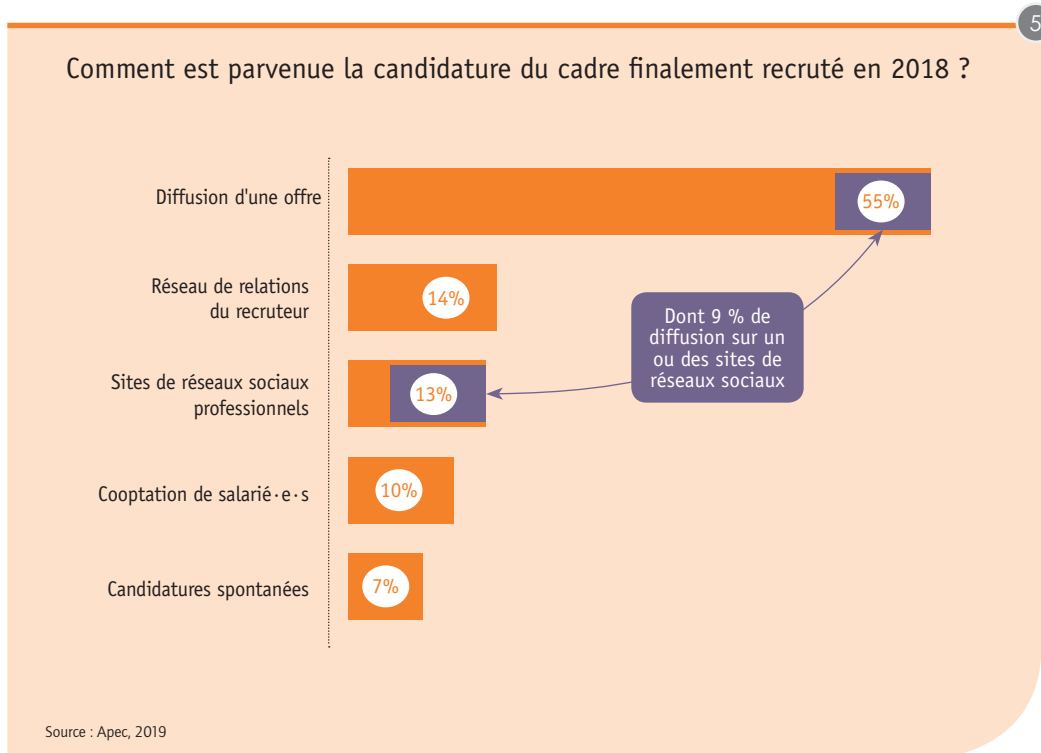 5
Comment est parvenue la candidature du cadre finalement recruté en 2018 ?
Diffusion d'une offre
55%
Réseau de relations
du recruteur
14%
Dont 9 % de
diffusion sur un
ou des sites de
réseaux sociaux
Sites de réseaux sociaux
professionnels
13%
Cooptation de salarié·e·s
10%
Candidatures spontanées
7%
Source : Apec, 2019